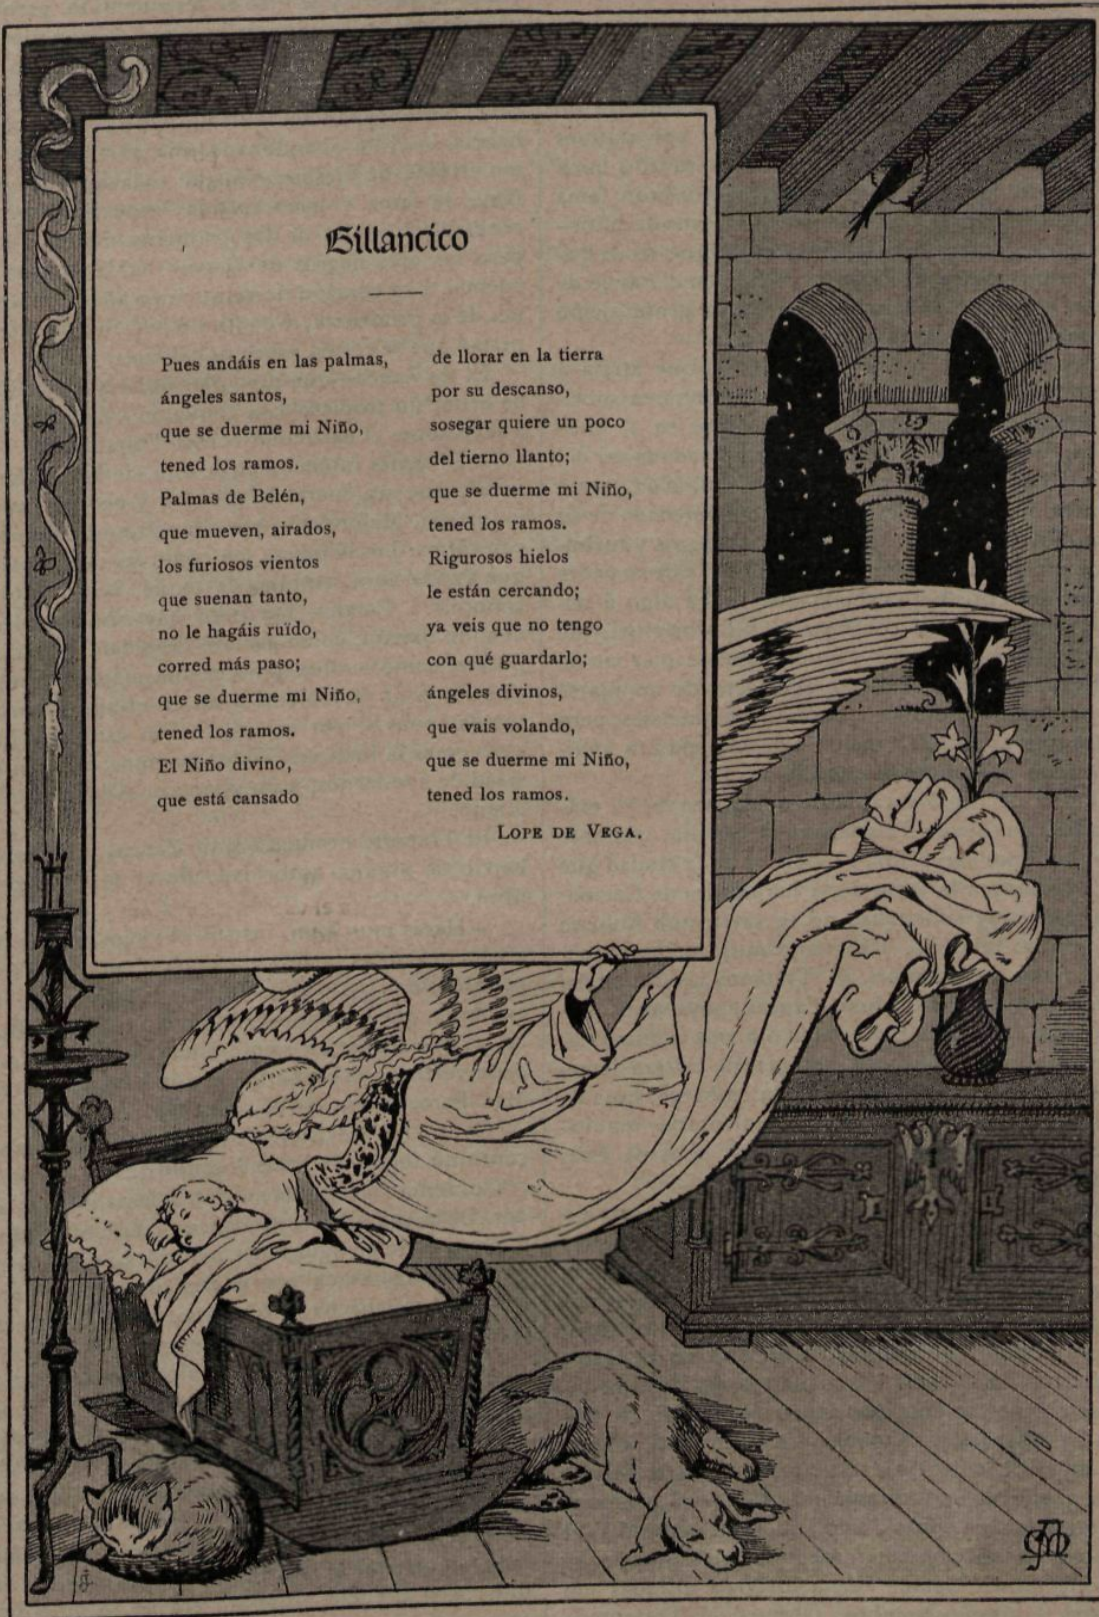 Villancico
Pues andáis en las palmas,
ángeles santos,
que se duerme mi Niño,
tened los ramos.
Palmas de Belén,
que mueven, airados,
los furiosos vientos
que suenan tanto,
no le hagáis ruïdo,
corred más paso;
que se duerme mi Niño,
tened los ramos.
El Niño divino,
que está cansado
de llorar en la tierra
por su descanso,
sosegar quiere un poco
del tierno llanto;
que se duerme mi Niño,
tened los ramos.
Rigurosos hielos
le están cercando;
ya veis que no tengo
con qué guardarlo;
ángeles divinos,
que vais volando,
que se duerme mi Niño,
tened los ramos.
LOPE DE VEGA.